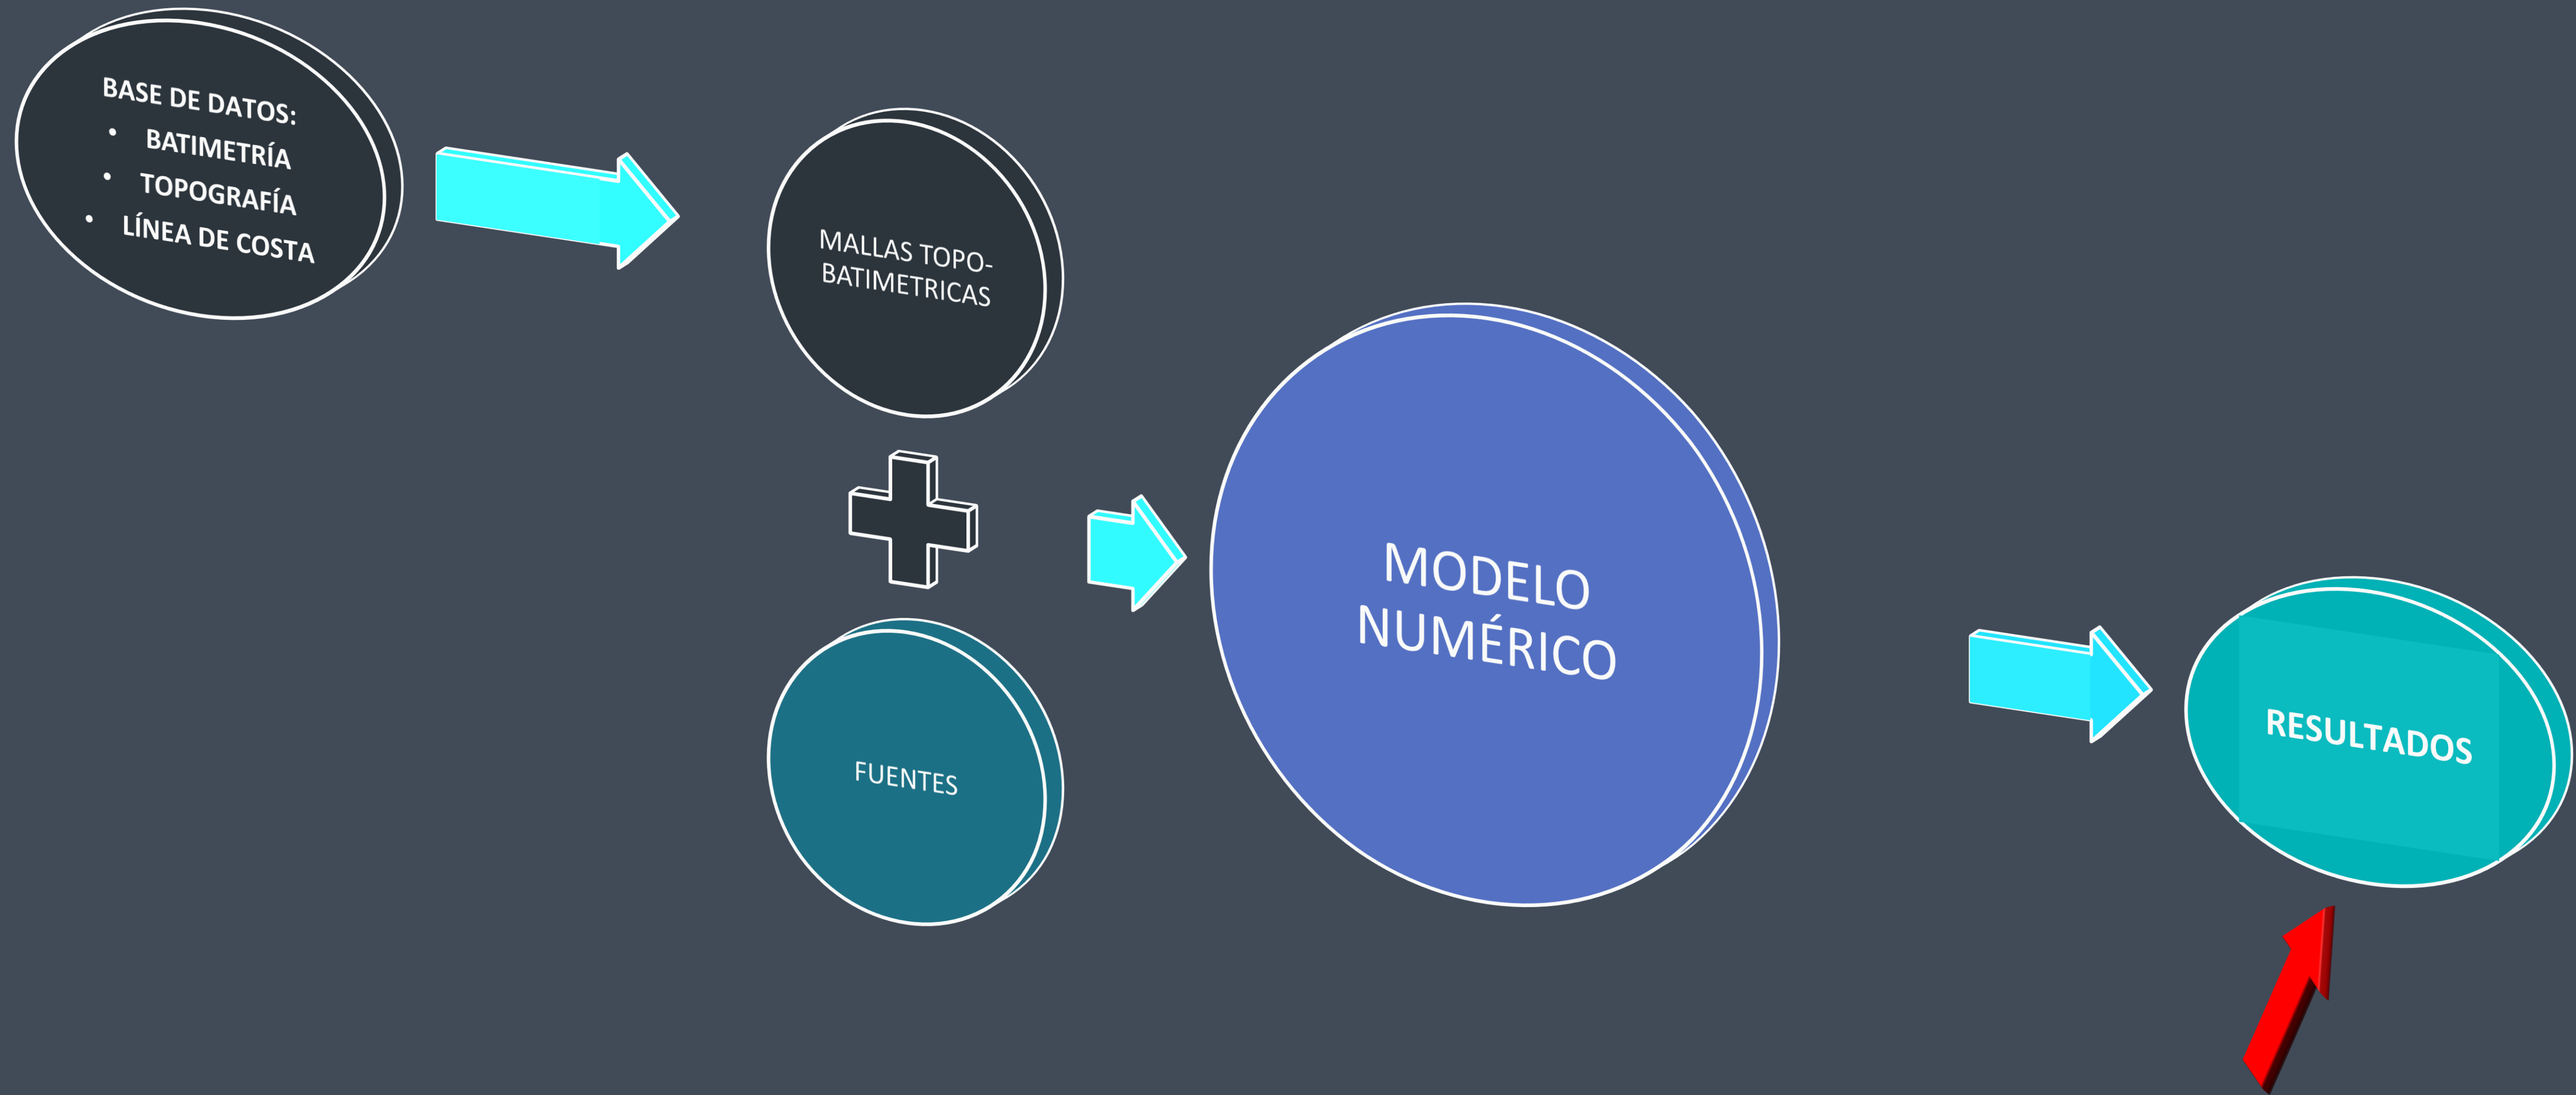 BASE DE DATOS:
• BATIMETRÍA
• TOPOGRAFÍA
• LÍNEA DE COSTA
MALLAS TOPO-
BATIMETRICAS
FUENTES
MODELO
NUMÉRICO
RESULTADOS